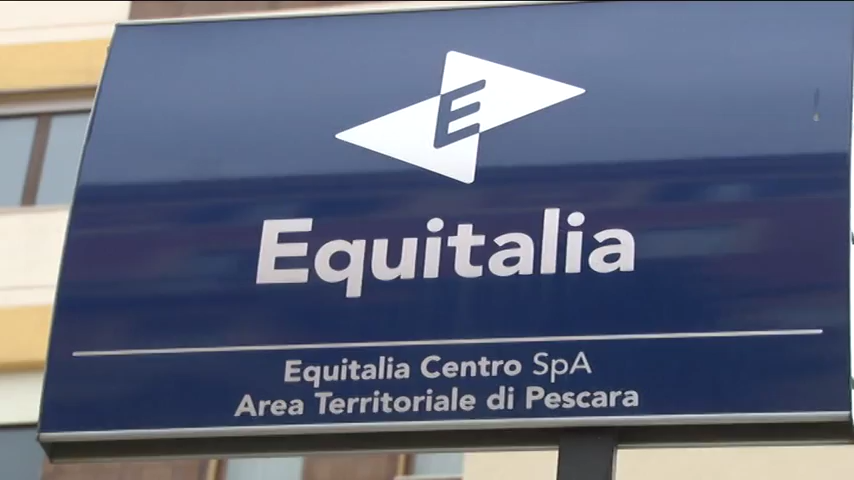 E
Equitalia
Equitalia Centro SpA
Area Territoriale di Pescara